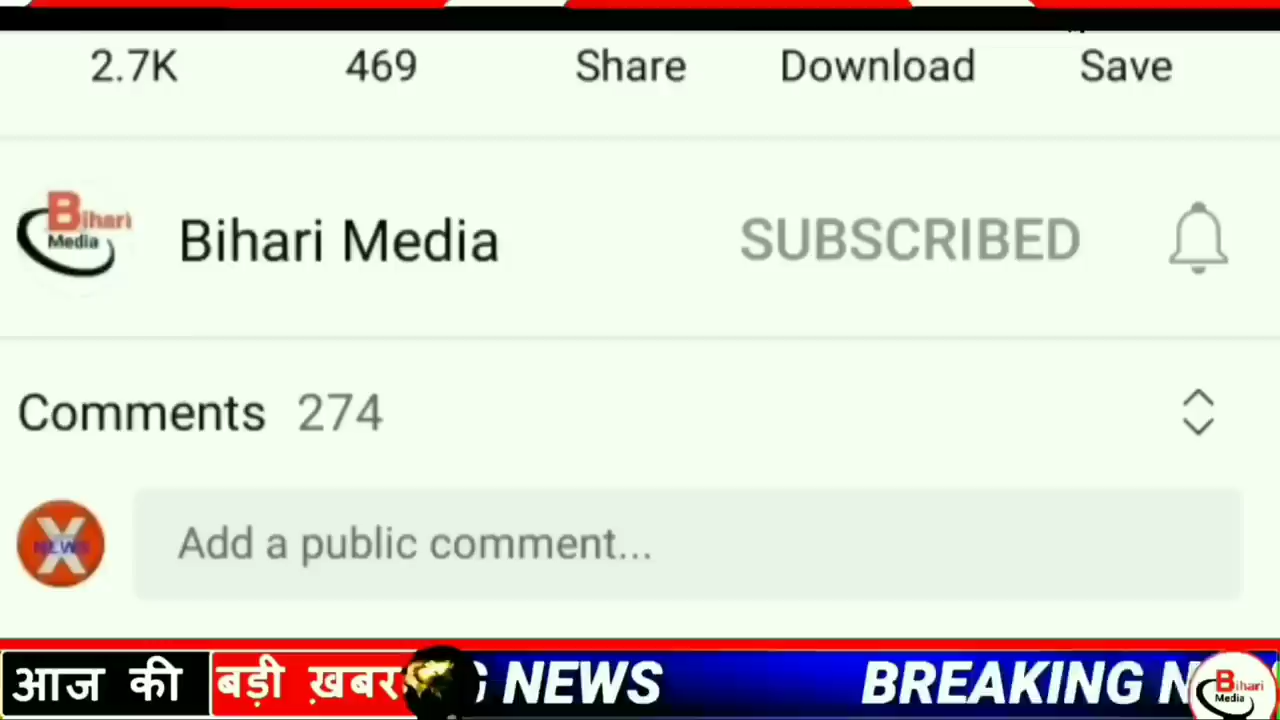 2.7K 469 Share Download Save
Bihari Media
Bihari Media SUBSCRIBED
Comments 274
X NEWS
Add a public comment...
आज की बड़ी ख़बर G NEWS BREAKING N
Bihari Media